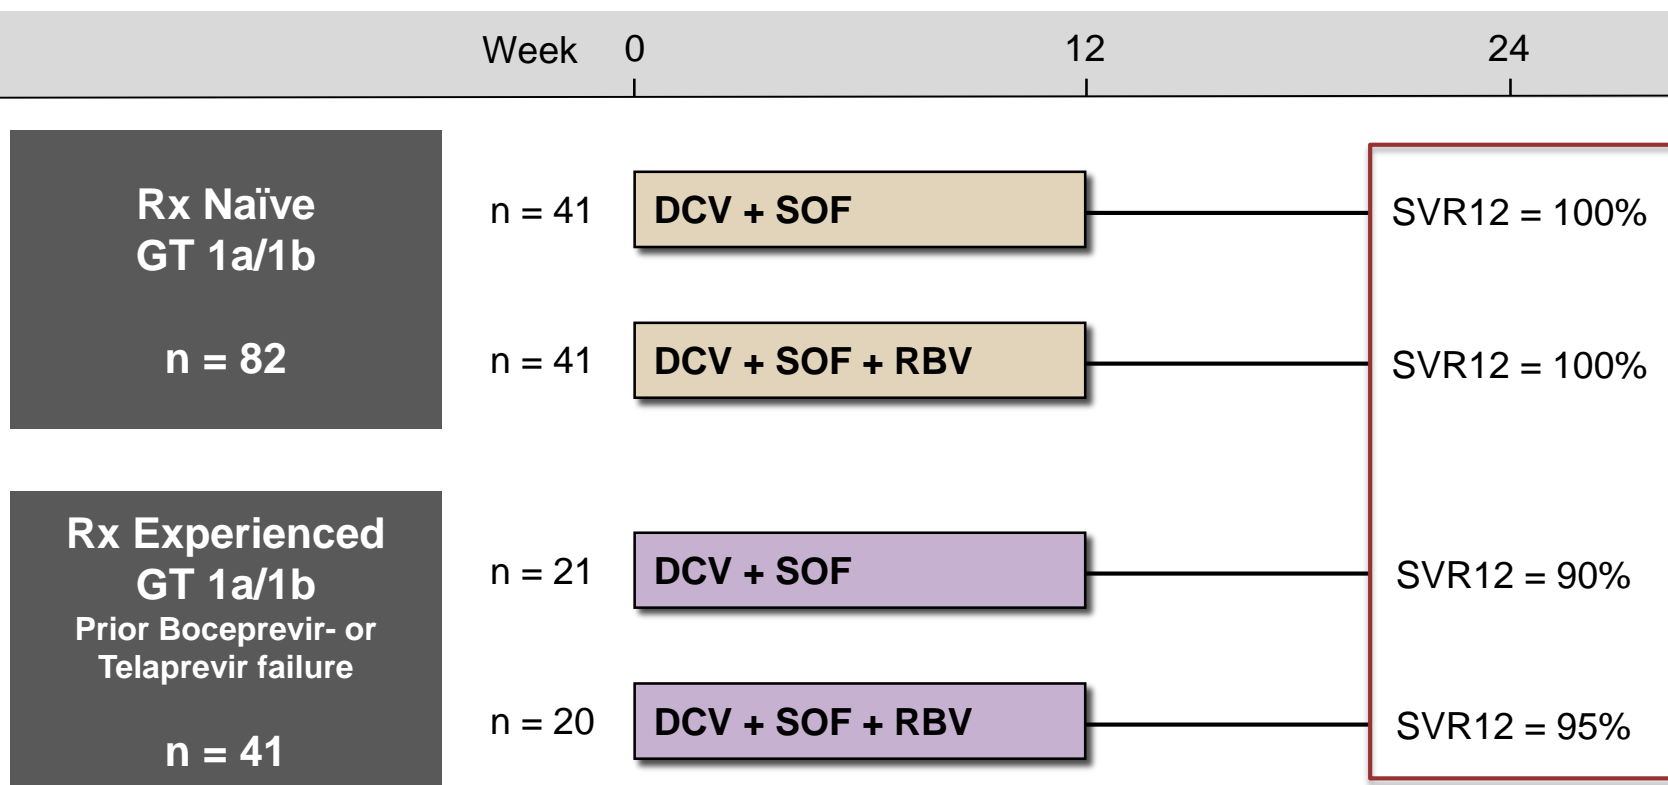 Week 0 12 24
Rx Naïve
GT 1a/1b
n = 82
n = 41 DCV + SOF SVR12 = 100%
n = 41 DCV + SOF + RBV SVR12 = 100%
Rx Experienced
GT 1a/1b
Prior Boceprevir- or
Telaprevir failure
n = 41
n = 21 DCV + SOF SVR12 = 90%
n = 20 DCV + SOF + RBV SVR12 = 95%